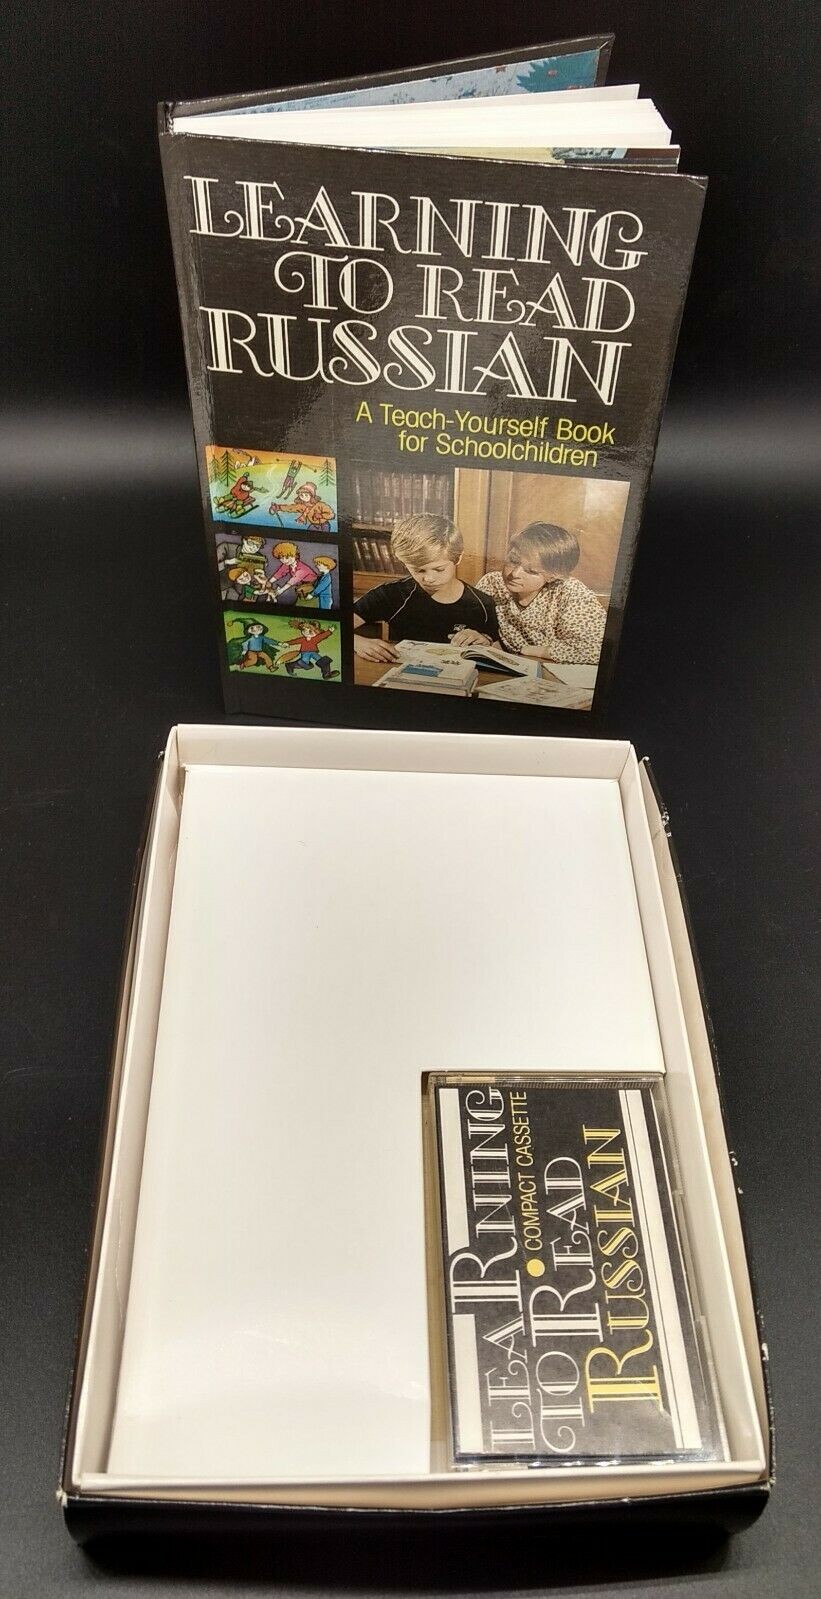 LEARNING
TO READ
RUSSIAN
A Teach-Yourself Book
for Schoolchildren
LEARNING
• COMPACT CASSETTE
TO READ
RUSSIAN